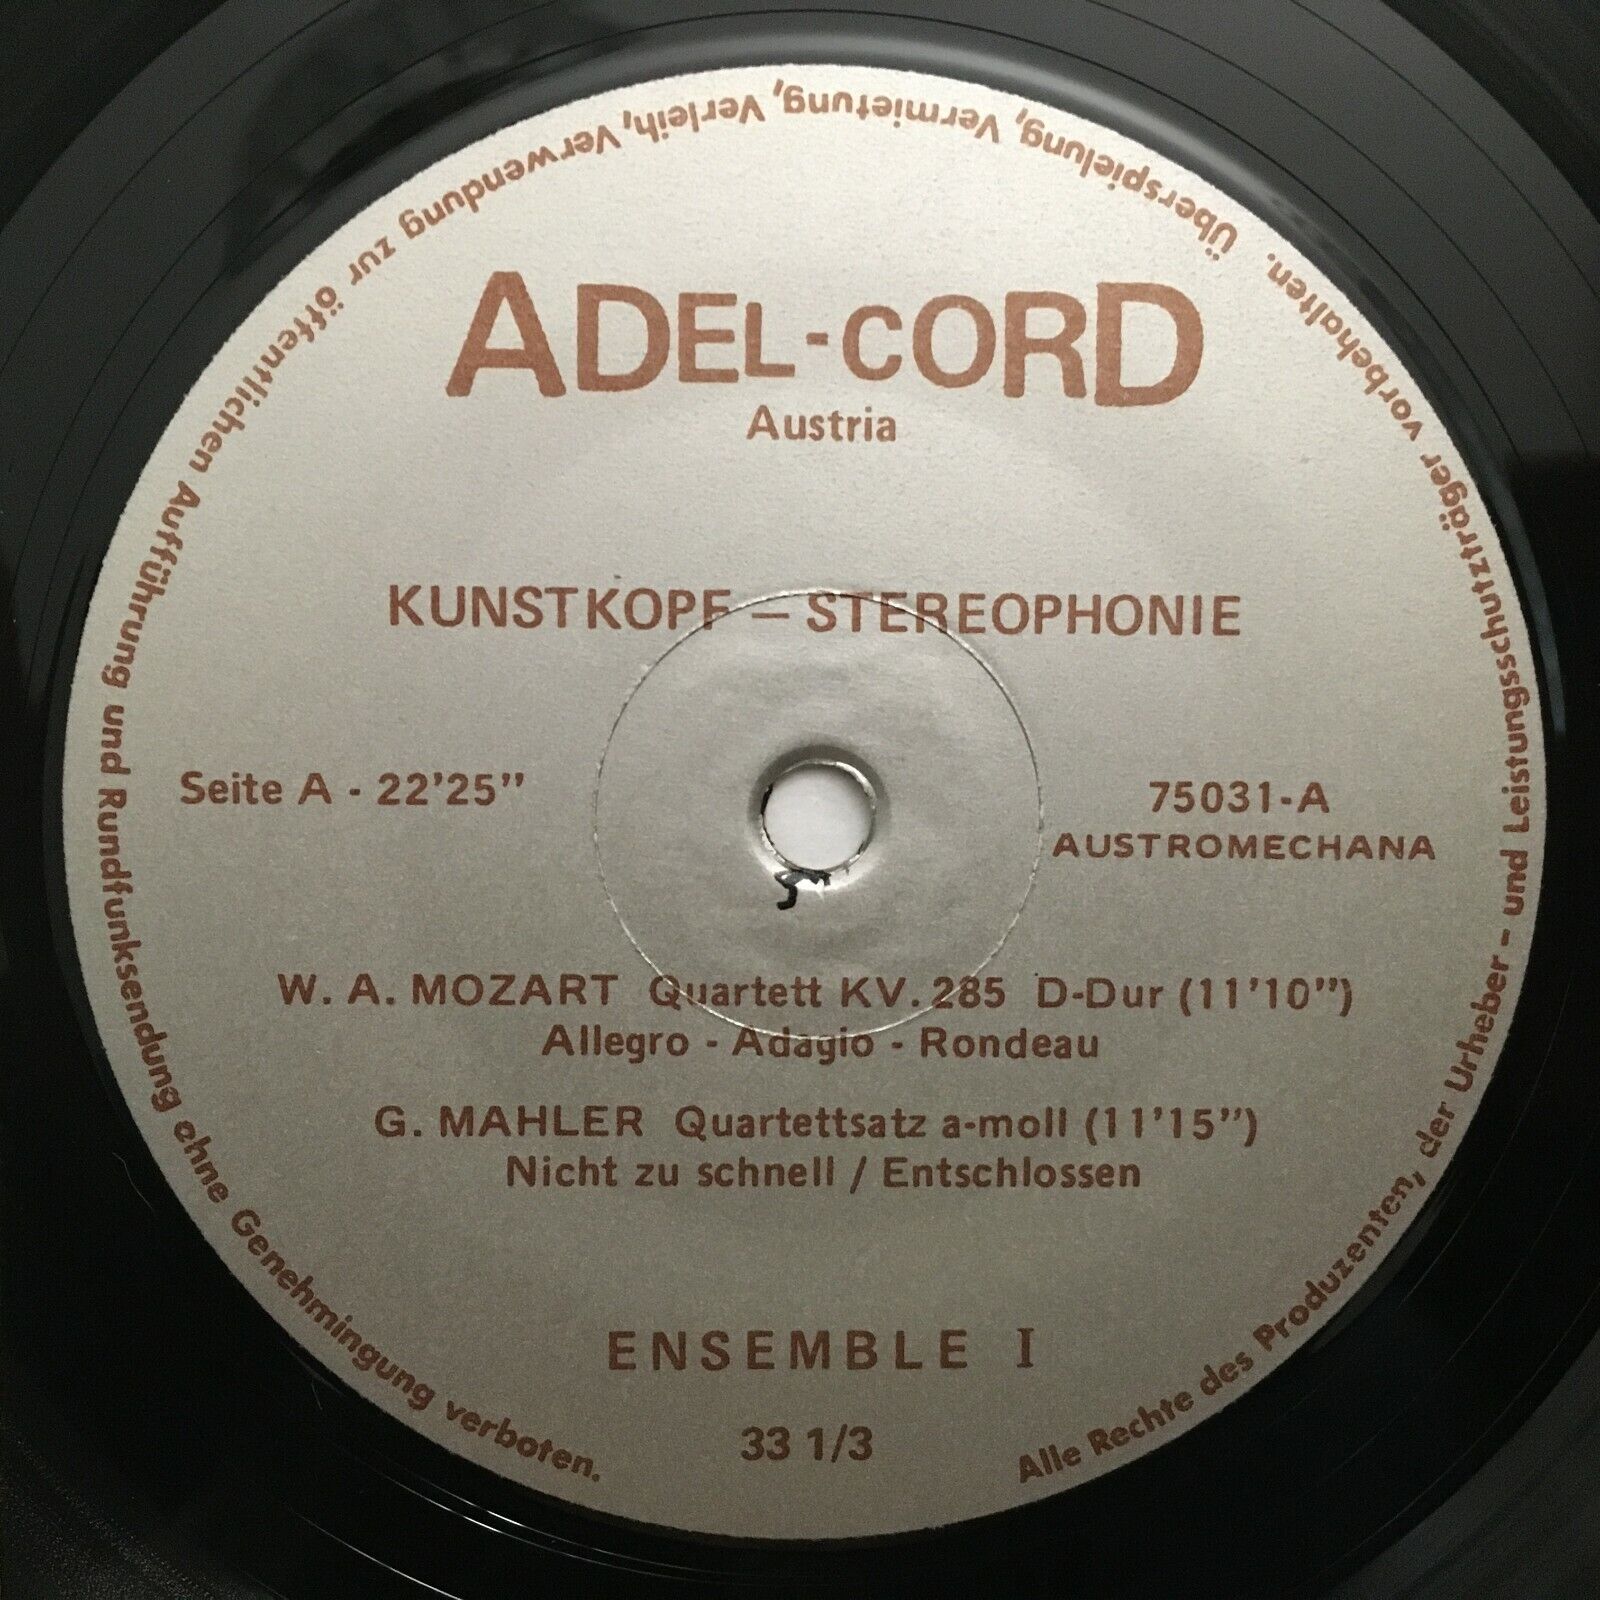 ADEL-CORD
Austria
KUNSTKOPF – STEREOPHONIE
Seite A - 22'25"
75031-A
AUSTROMECHANA
W. A. MOZART Quartett KV. 285 D-Dur (11'10")
Allegro - Adagio - Rondeau
G. MAHLER Quartettsatz a-moll (11'15")
Nicht zu schnell / Entschlossen
ENSEMBLE I
33 1/3
Alle Rechte des Produzenten, der Urheber- und Leistungsschutzträger vorbehalten. Überspielung, Vermietung, Verleih, Verwendung zur öffentlichen Aufführung und Rundfunksendung ohne Genehmingung verboten.